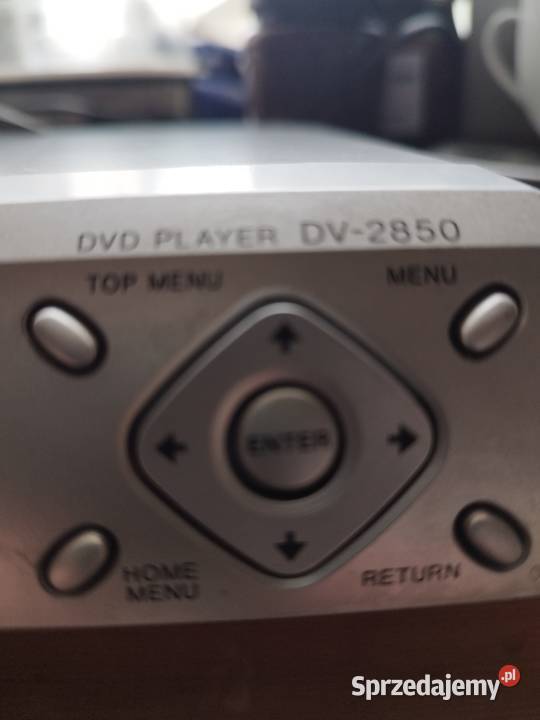 DVD PLAYER DV-2850
TOP MENU
MENU
ENTER
HOME
MENU
RETURN
Sprzedajemy.pl